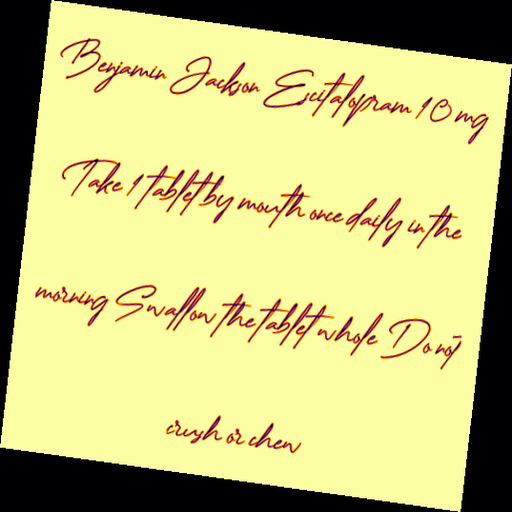 Benjamin Jackson Escitalopram 10 mg
Take 1 tablet by mouth once daily in the
morning Swallow the tablet whole Do not
crush or chew